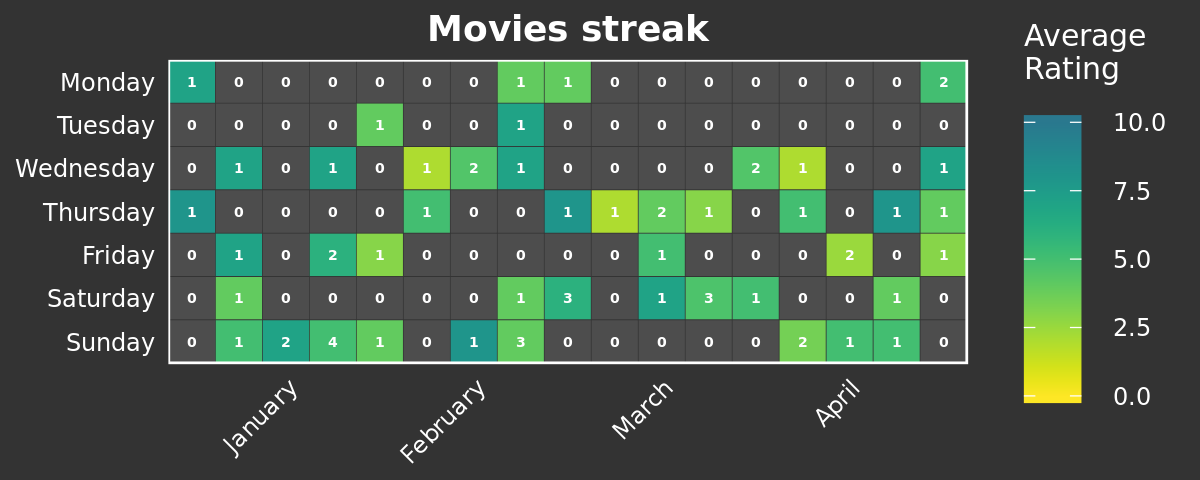 Movies streak
Average
Rating
Monday 1 0 0 0 0 0 0 1 1 0 0 0 0 0 0 0 2
Tuesday 0 0 0 0 1 0 0 1 0 0 0 0 0 0 0 0 0
Wednesday 0 1 0 1 0 1 2 1 0 0 0 0 2 1 0 0 1
Thursday 1 0 0 0 0 1 0 0 1 1 2 1 0 1 0 1 1
Friday 0 1 0 2 1 0 0 0 0 0 1 0 0 0 2 0 1
Saturday 0 1 0 0 0 0 0 1 3 0 1 3 1 0 0 1 0
Sunday 0 1 2 4 1 0 1 3 0 0 0 0 0 2 1 1 0
January February March April
10.0
7.5
5.0
2.5
0.0